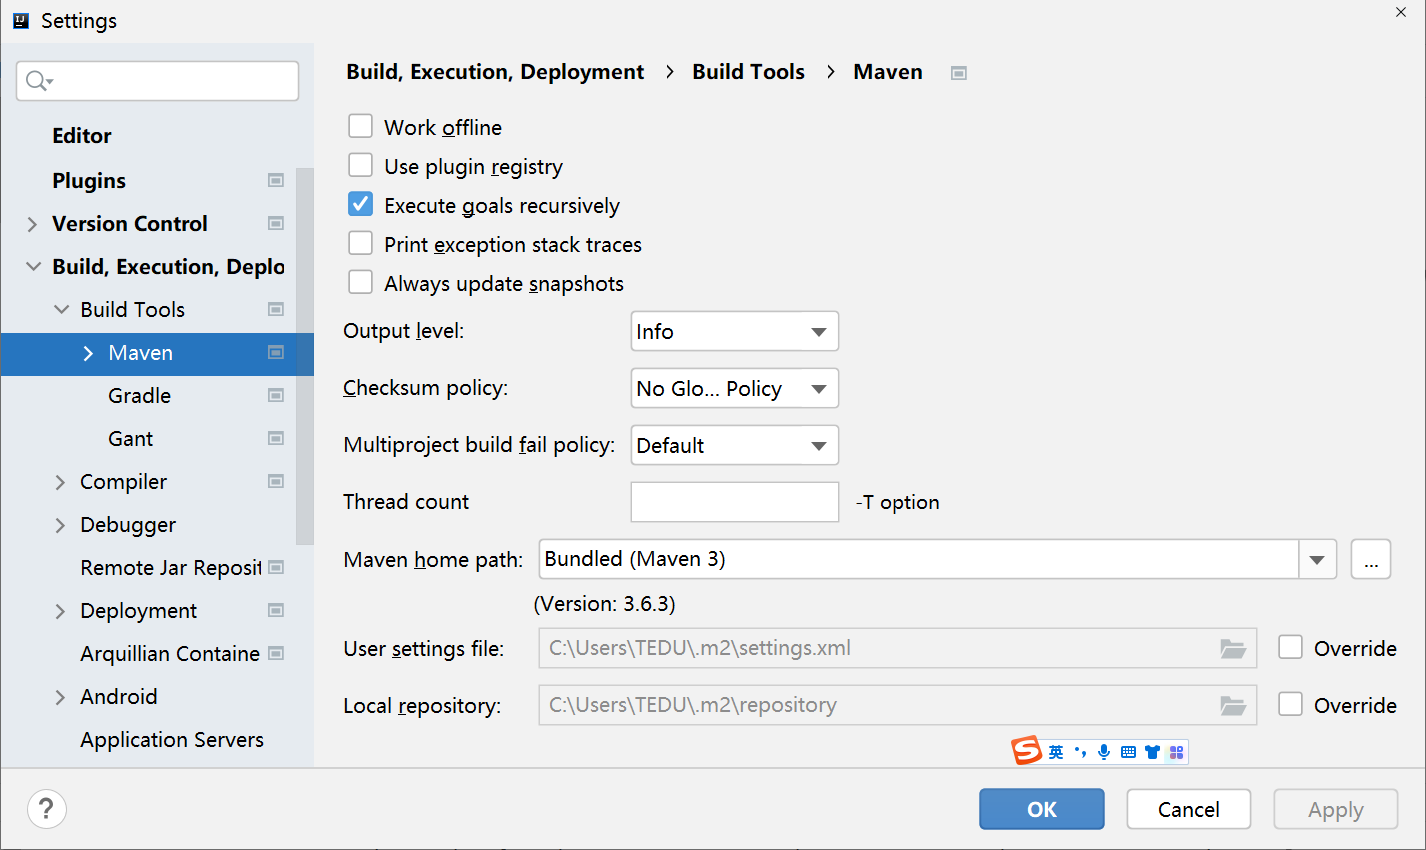 Settings
Build, Execution, Deployment › Build Tools › Maven
Editor
Plugins
Version Control
Build, Execution, Deplo
Build Tools
Maven
Gradle
Gant
Compiler
Debugger
Remote Jar Reposit
Deployment
Arquillian Containe
Android
Application Servers
Work offline
Use plugin registry
Execute goals recursively
Print exception stack traces
Always update snapshots
Output level: Info
Checksum policy: No Glo... Policy
Multiproject build fail policy: Default
Thread count -T option
Maven home path: Bundled (Maven 3) ...
(Version: 3.6.3)
User settings file: C:\Users\TEDU\.m2\settings.xml Override
Local repository: C:\Users\TEDU\.m2\repository Override
S 英
? OK Cancel Apply